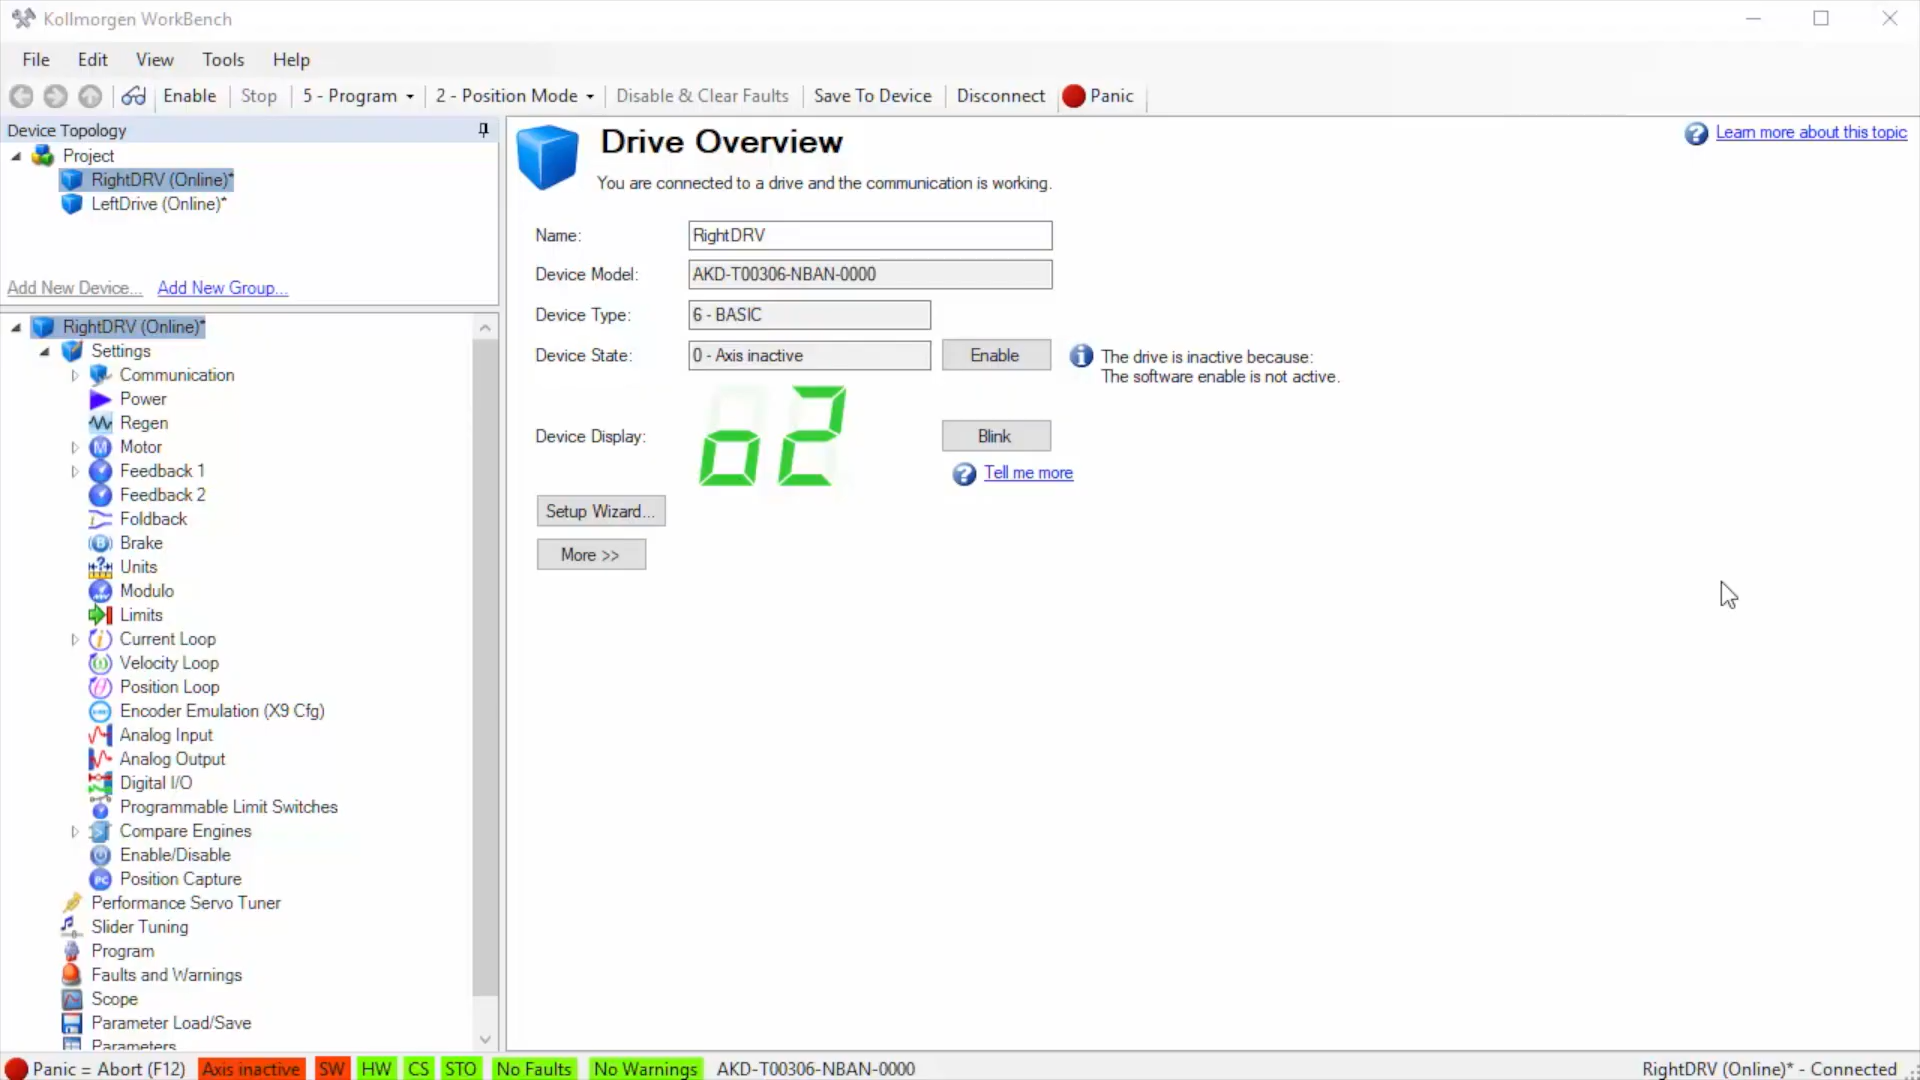 Kollmorgen WorkBench
File Edit View Tools Help
Enable Stop 5 - Program 2 - Position Mode Disable & Clear Faults Save To Device Disconnect Panic
Device Topology
Project
RightDRV (Online)*
LeftDrive (Online)*
Add New Device... Add New Group...
RightDRV (Online)*
Settings
Communication
Power
Regen
Motor
Feedback 1
Feedback 2
Foldback
Brake
Units
Modulo
Limits
Current Loop
Velocity Loop
Position Loop
Encoder Emulation (X9 Cfg)
Analog Input
Analog Output
Digital I/O
Programmable Limit Switches
Compare Engines
Enable/Disable
Position Capture
Performance Servo Tuner
Slider Tuning
Program
Faults and Warnings
Scope
Parameter Load/Save
Parameters
Drive Overview
Learn more about this topic
You are connected to a drive and the communication is working.
Name: RightDRV
Device Model: AKD-T00306-NBAN-0000
Device Type: 6 - BASIC
Device State: 0 - Axis inactive Enable
The drive is inactive because:
The software enable is not active.
Device Display: o2 Blink
Tell me more
Setup Wizard...
More >>
Panic = Abort (F12) Axis inactive SW HW CS STO No Faults No Warnings AKD-T00306-NBAN-0000 RightDRV (Online)* - Connected